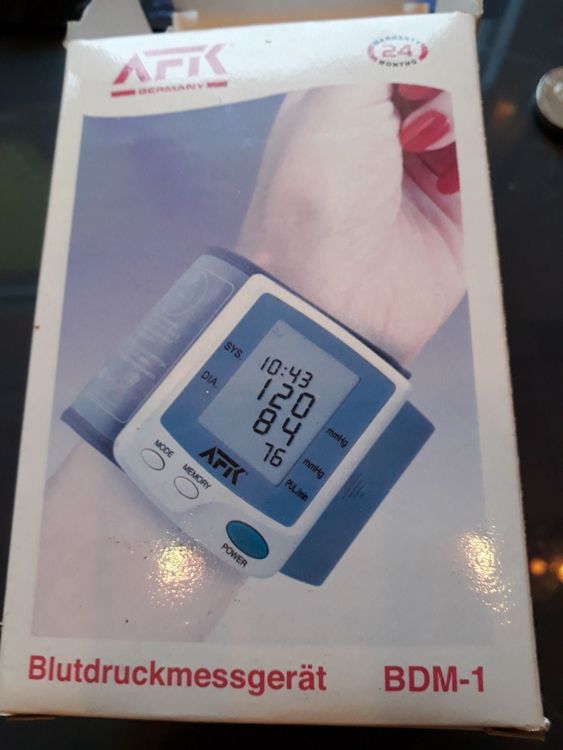 AFK
GERMANY
WARRANTY
24
MONTHS
SYS.
DIA.
10:43
120
84
76
mmHg
mmHg
PUL/min
AFK
MODE
MEMORY
POWER
Blutdruckmessgerät BDM-1